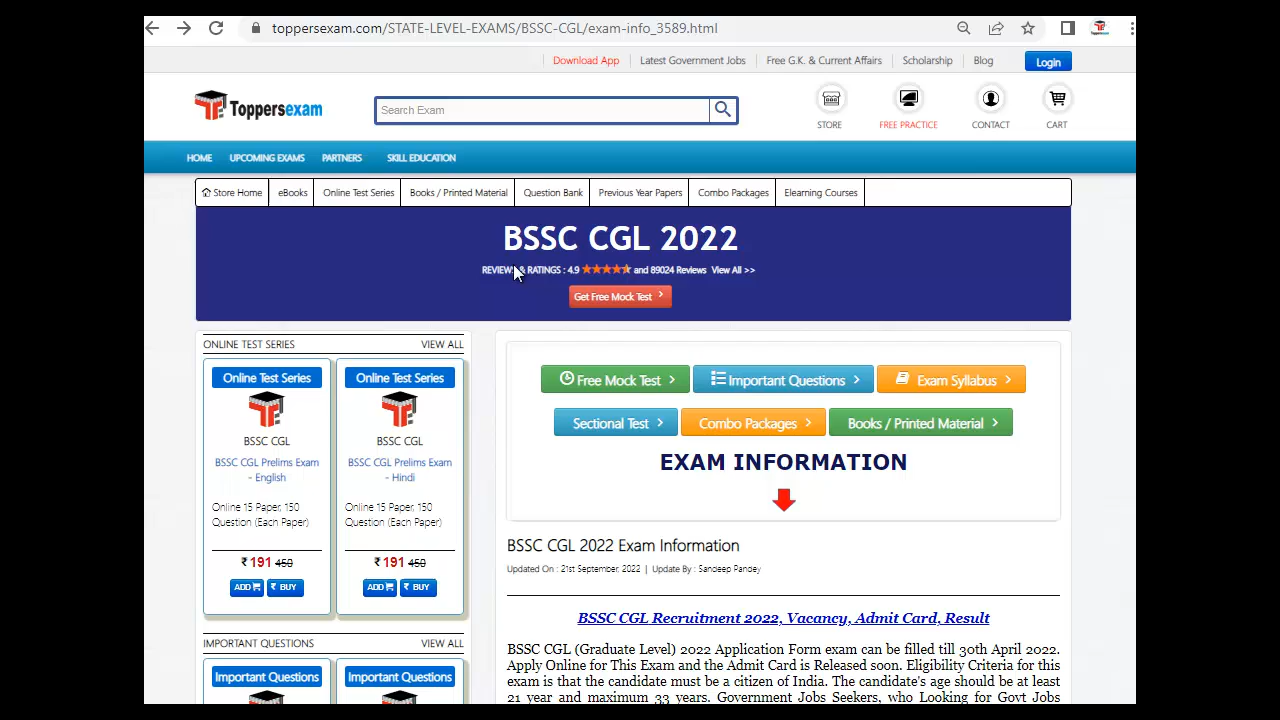 toppersexam.com/STATE-LEVEL-EXAMS/BSSC-CGL/exam-info_3589.html
Download App
Latest Government Jobs
Free G.K. & Current Affairs
Scholarship
Blog
Login
Toppersexam
Search Exam
STORE
FREE PRACTICE
CONTACT
CART
HOME
UPCOMING EXAMS
PARTNERS
SKILL EDUCATION
Store Home
eBooks
Online Test Series
Books / Printed Material
Question Bank
Previous Year Papers
Combo Packages
Elearning Courses
BSSC CGL 2022
REVIEWS & RATINGS : 4.9 and 89024 Reviews View All >>
Get Free Mock Test
ONLINE TEST SERIES VIEW ALL
Online Test Series
BSSC CGL
BSSC CGL Prelims Exam
- English
Online 15 Paper, 150
Question (Each Paper)
₹ 191 450
ADD ₹ BUY
Online Test Series
BSSC CGL
BSSC CGL Prelims Exam
- Hindi
Online 15 Paper, 150
Question (Each Paper)
₹ 191 450
ADD ₹ BUY
IMPORTANT QUESTIONS VIEW ALL
Important Questions
Important Questions
Free Mock Test
Important Questions
Exam Syllabus
Sectional Test
Combo Packages
Books / Printed Material
EXAM INFORMATION
BSSC CGL 2022 Exam Information
Updated On : 21st September, 2022 | Update By : Sandeep Pandey
BSSC CGL Recruitment 2022, Vacancy, Admit Card, Result
BSSC CGL (Graduate Level) 2022 Application Form exam can be filled till 30th April 2022.
Apply Online for This Exam and the Admit Card is Released soon. Eligibility Criteria for this
exam is that the candidate must be a citizen of India. The candidate's age should be at least
21 year and maximum 33 years. Government Jobs Seekers, who Looking for Govt Jobs